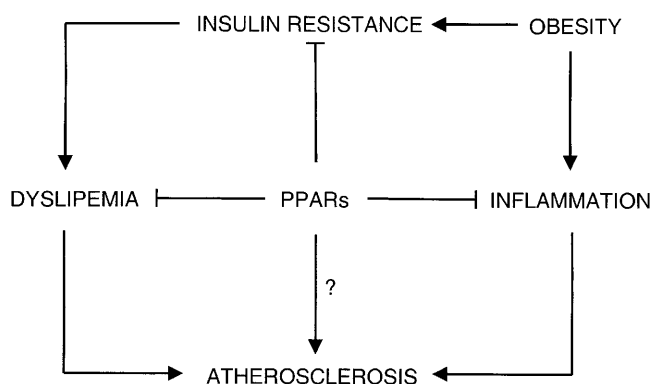 INSULIN RESISTANCE OBESITY
DYSLIPEMIA PPARs INFLAMMATION
?
ATHEROSCLEROSIS